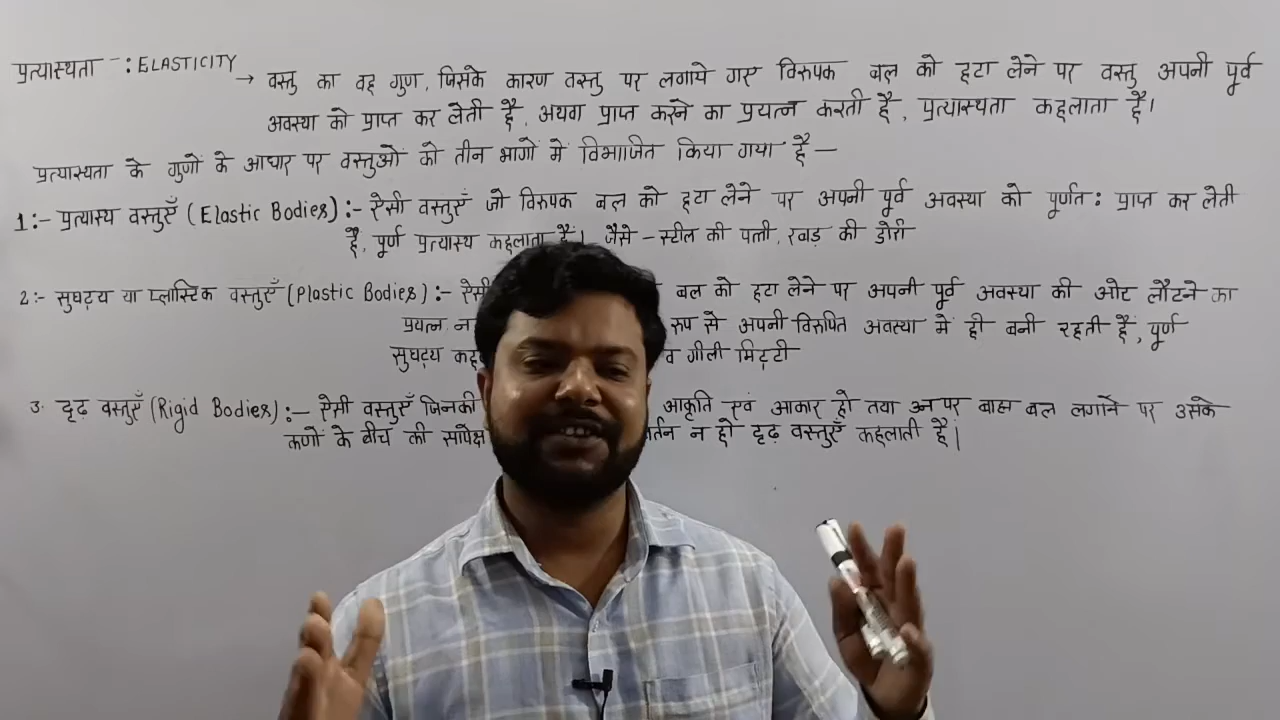 प्रत्यास्थता :- ELASTICITY
→ वस्तु का वह गुण, जिसके कारण वस्तु पर लगाये गए विरुपक बल को हटा लेने पर वस्तु अपनी पूर्व
अवस्था को प्राप्त कर लेती है, अथवा प्राप्त करने का प्रयत्न करती है, प्रत्यास्थता कहलाता है।
प्रत्यास्थता के गुणों के आधार पर वस्तुओं को तीन भागों में विभाजित किया गया है —
1:- प्रत्यास्थ वस्तुएँ (Elastic Bodies) :- ऐसी वस्तुएँ जो विरुपक बल को हटा लेने पर अपनी पूर्व अवस्था को पूर्णत: प्राप्त कर लेती
है, पूर्ण प्रत्यास्थ कहलाता है। जैसे - स्टील की पत्ती, रबड़ की डोरी
2:- सुघट्य या प्लास्टिक वस्तुएँ (Plastic Bodies) :- ऐसी बल को हटा लेने पर अपनी पूर्व अवस्था की ओर लौटने का
प्रयत्न रुप से अपनी विरुपित अवस्था में ही बनी रहती हैं, पूर्ण
सुघट्य व गीली मिट्टी
3. दृढ़ वस्तुएँ (Rigid Bodies) :— ऐसी वस्तुएँ जिनकी आकृति एवं आकार हो तथा उन पर बाह्य बल लगाने पर उसके
कणों के बीच की सापेक्ष न हो दृढ़ वस्तुएँ कहलाती है।